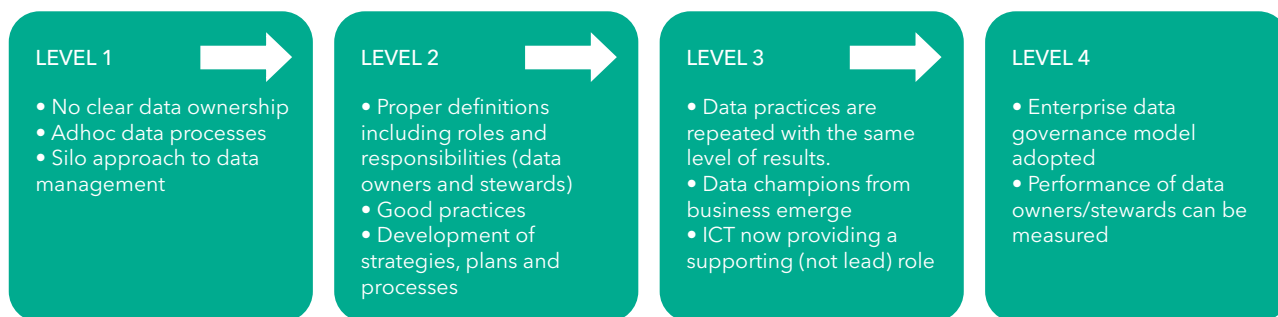 LEVEL 1
• No clear data ownership
• Adhoc data processes
• Silo approach to data
management
LEVEL 2
• Proper definitions
including roles and
responsibilities (data
owners and stewards)
• Good practices
• Development of
strategies, plans and
processes
LEVEL 3
• Data practices are
repeated with the same
level of results.
• Data champions from
business emerge
• ICT now providing a
supporting (not lead) role
LEVEL 4
• Enterprise data
governance model
adopted
• Performance of data
owners/stewards can be
measured